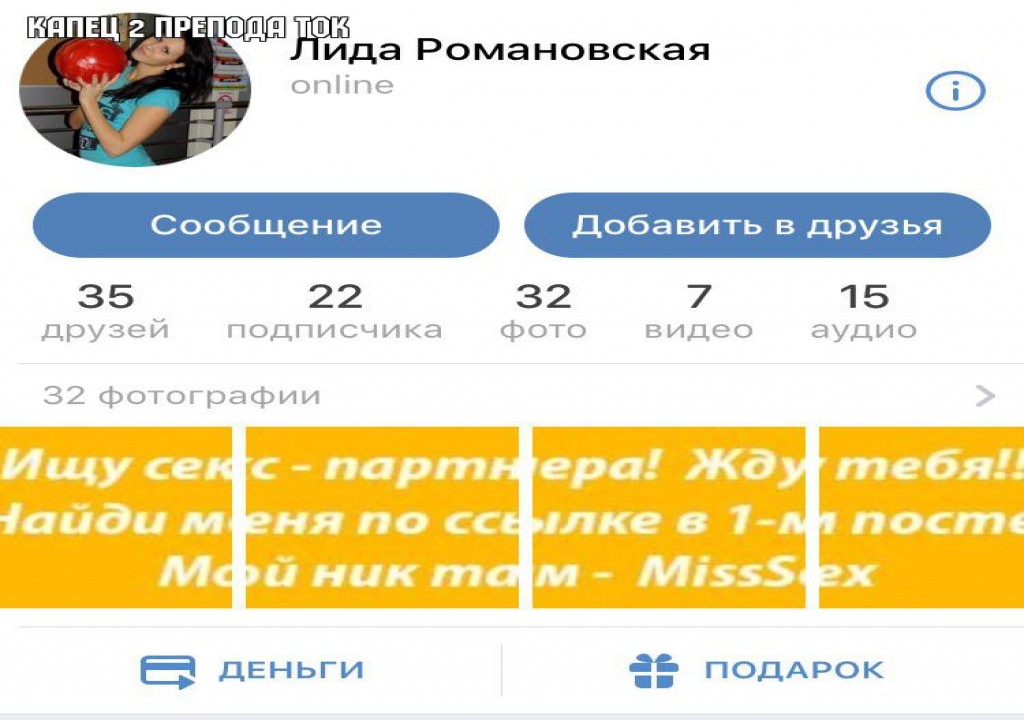 КАПЕЦ 2 ПРЕПОДА ТОК
Лида Романовская
online
Сообщение
Добавить в друзья
35 22 32 7 15
друзей подписчика фото видео аудио
32 фотографии
Ищу секс - партнера! Жду тебя!!
Найди меня по ссылке в 1-м посте
Мой ник там - MissSex
ДЕНЬГИ
ПОДАРОК